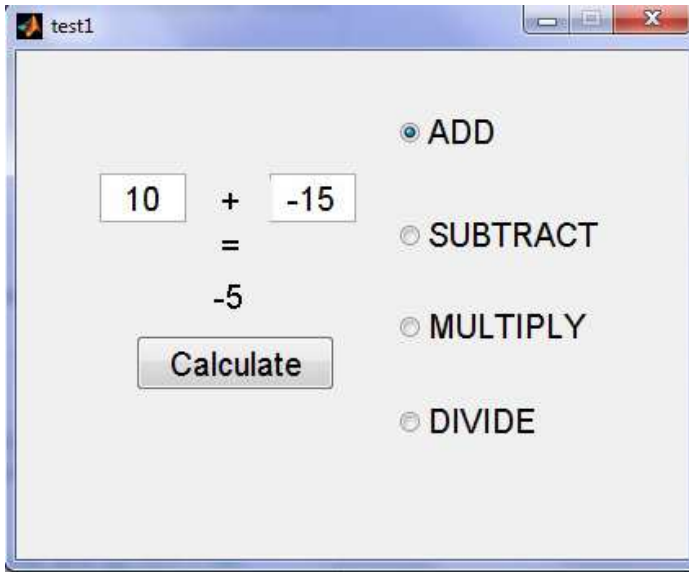 test1
ADD
10 + -15
=
-5
SUBTRACT
MULTIPLY
Calculate
DIVIDE